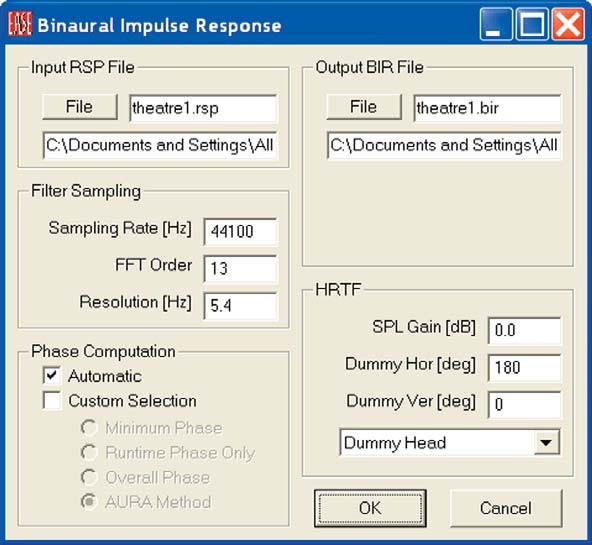 EASE Binaural Impulse Response
Input RSP File
File theatre1.rsp
C:\Documents and Settings\All
Filter Sampling
Sampling Rate [Hz] 44100
FFT Order 13
Resolution [Hz] 5.4
Phase Computation
Automatic
Custom Selection
Minimum Phase
Runtime Phase Only
Overall Phase
AURA Method
Output BIR File
File theatre1.bir
C:\Documents and Settings\All
HRTF
SPL Gain [dB] 0.0
Dummy Hor [deg] 180
Dummy Ver [deg] 0
Dummy Head
OK Cancel